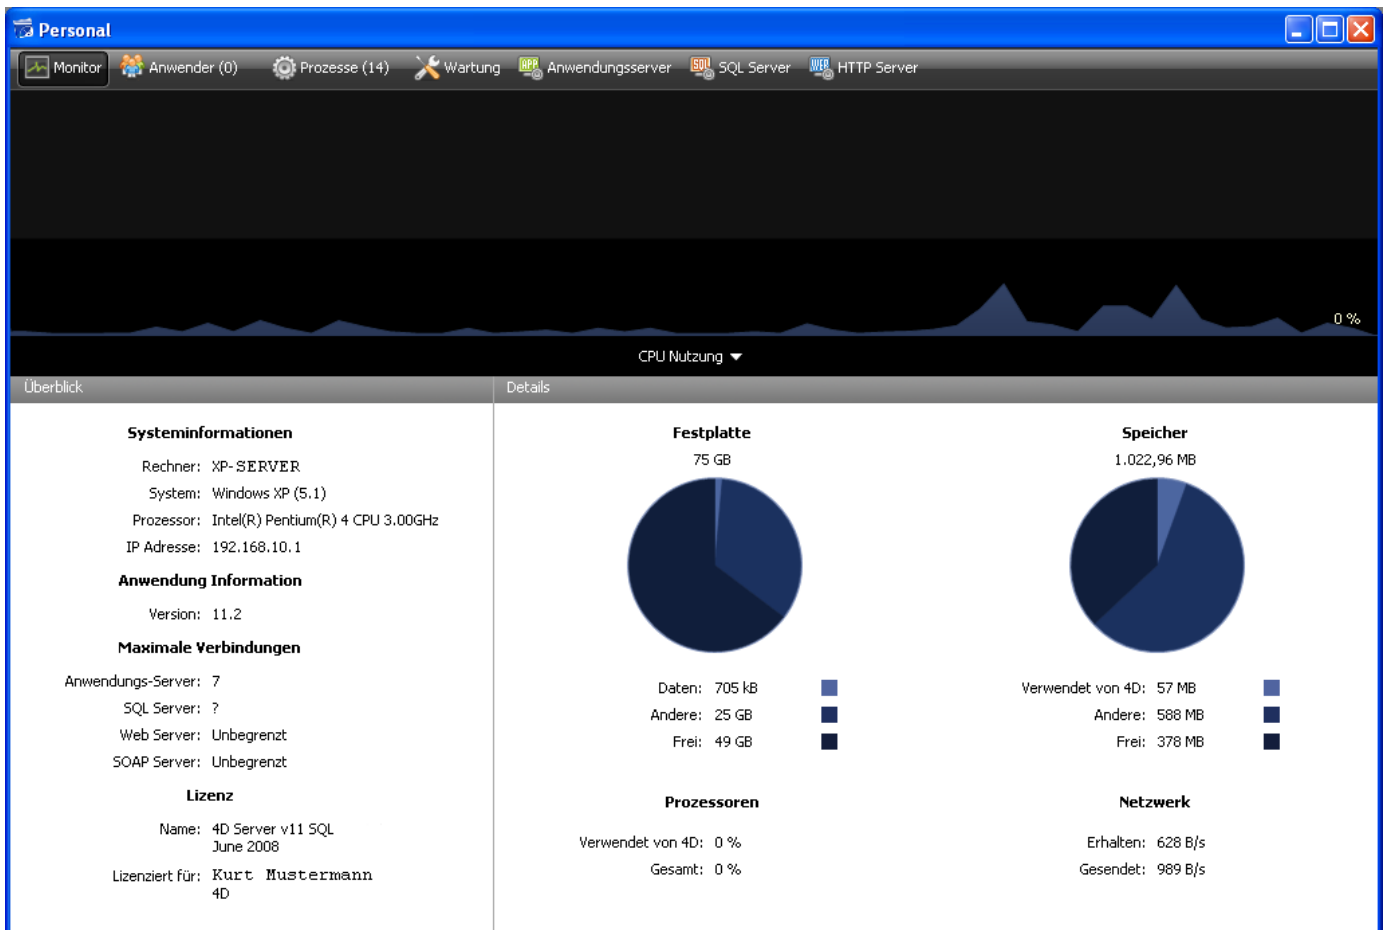 Personal
Monitor Anwender (0) Prozesse (14) Wartung Anwendungsserver SQL Server HTTP Server
0 %
CPU Nutzung
Überblick
Systeminformationen
Rechner: XP-SERVER
System: Windows XP (5.1)
Prozessor: Intel(R) Pentium(R) 4 CPU 3.00GHz
IP Adresse: 192.168.10.1
Anwendung Information
Version: 11.2
Maximale Verbindungen
Anwendungs-Server: 7
SQL Server: ?
Web Server: Unbegrenzt
SOAP Server: Unbegrenzt
Lizenz
Name: 4D Server v11 SQL
June 2008
Lizenziert für: Kurt Mustermann
4D
Details
Festplatte
75 GB
Daten: 705 kB
Andere: 25 GB
Frei: 49 GB
Speicher
1.022,96 MB
Verwendet von 4D: 57 MB
Andere: 588 MB
Frei: 378 MB
Prozessoren
Verwendet von 4D: 0 %
Gesamt: 0 %
Netzwerk
Erhalten: 628 B/s
Gesendet: 989 B/s